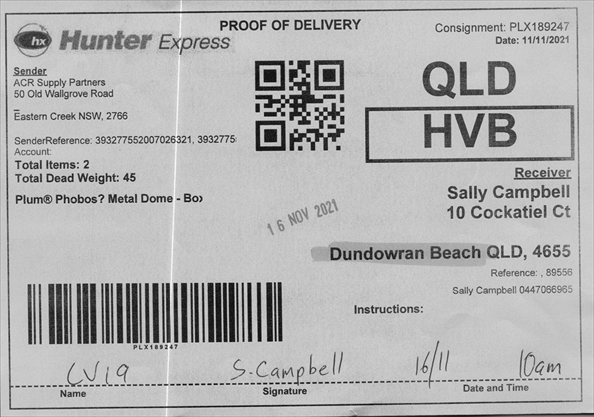 PROOF OF DELIVERY
hx Hunter Express
Consignment: PLX189247
Date: 11/11/2021
Sender
ACR Supply Partners
50 Old Wallgrove Road
Eastern Creek NSW, 2766
SenderReference: 393277552007026321, 3932775
Account:
Total Items: 2
Total Dead Weight: 45
Plum® Phobos? Metal Dome - Box
QLD
HVB
Receiver
Sally Campbell
10 Cockatiel Ct
16 NOV 2021
Dundowran Beach QLD, 4655
Reference: , 89556
Sally Campbell 0447066965
Instructions:
PLX189247
CV19 S. Campbell 16/11 10am
Name Signature Date and Time